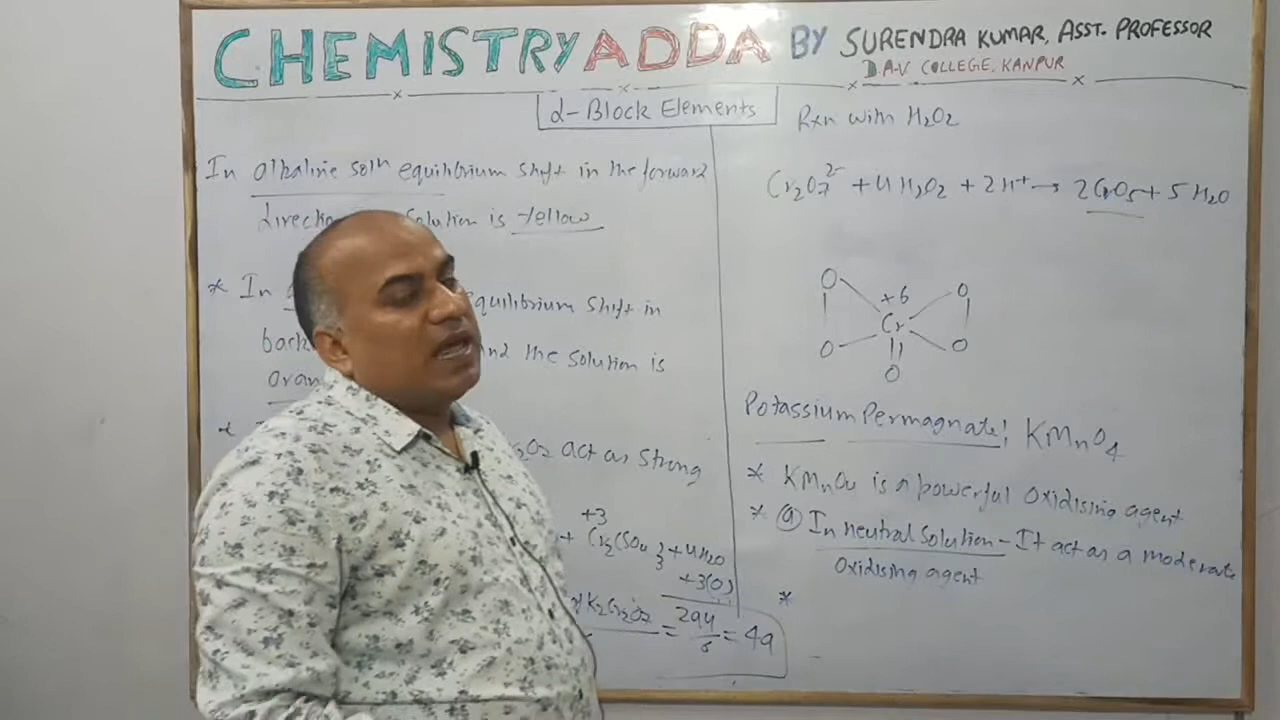 CHEMISTRY ADDA BY SURENDRA KUMAR, ASST. PROFESSOR
D.A.V COLLEGE, KANPUR
d-Block Elements
In alkaline solⁿ equilibrium shift in the forward
direction solution is yellow
* In equilibrium shift in
back and the solution is
oran
*
act as strong
+3
+ Cr2(SO4)3 + 4H2O
+3(O)
K2Cr2O7 = 294/6 = 49
Rxn with H2O2
Cr2O7²⁻ + 4H2O2 + 2H⁺ → 2CrO5 + 5H2O
O +6 O
Cr
O O
O
Potassium Permagnate: KMnO4
* KMnO4 is a powerful oxidising agent
* (a) In neutral solution - It act as a moderate
oxidising agent
*